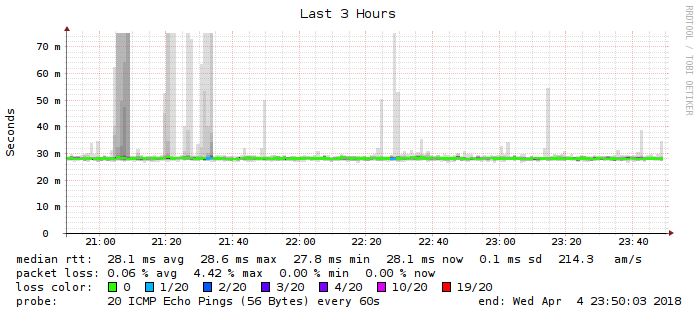 Last 3 Hours
RRDTOOL / TOBI OETIKER
Seconds
70 m
60 m
50 m
40 m
30 m
20 m
10 m
0
21:00 21:20 21:40 22:00 22:20 22:40 23:00 23:20 23:40
median rtt: 28.1 ms avg 28.6 ms max 27.8 ms min 28.1 ms now 0.1 ms sd 214.3 am/s
packet loss: 0.06 % avg 4.42 % max 0.00 % min 0.00 % now
loss color: 0 1/20 2/20 3/20 4/20 10/20 19/20
probe: 20 ICMP Echo Pings (56 Bytes) every 60s end: Wed Apr 4 23:50:03 2018